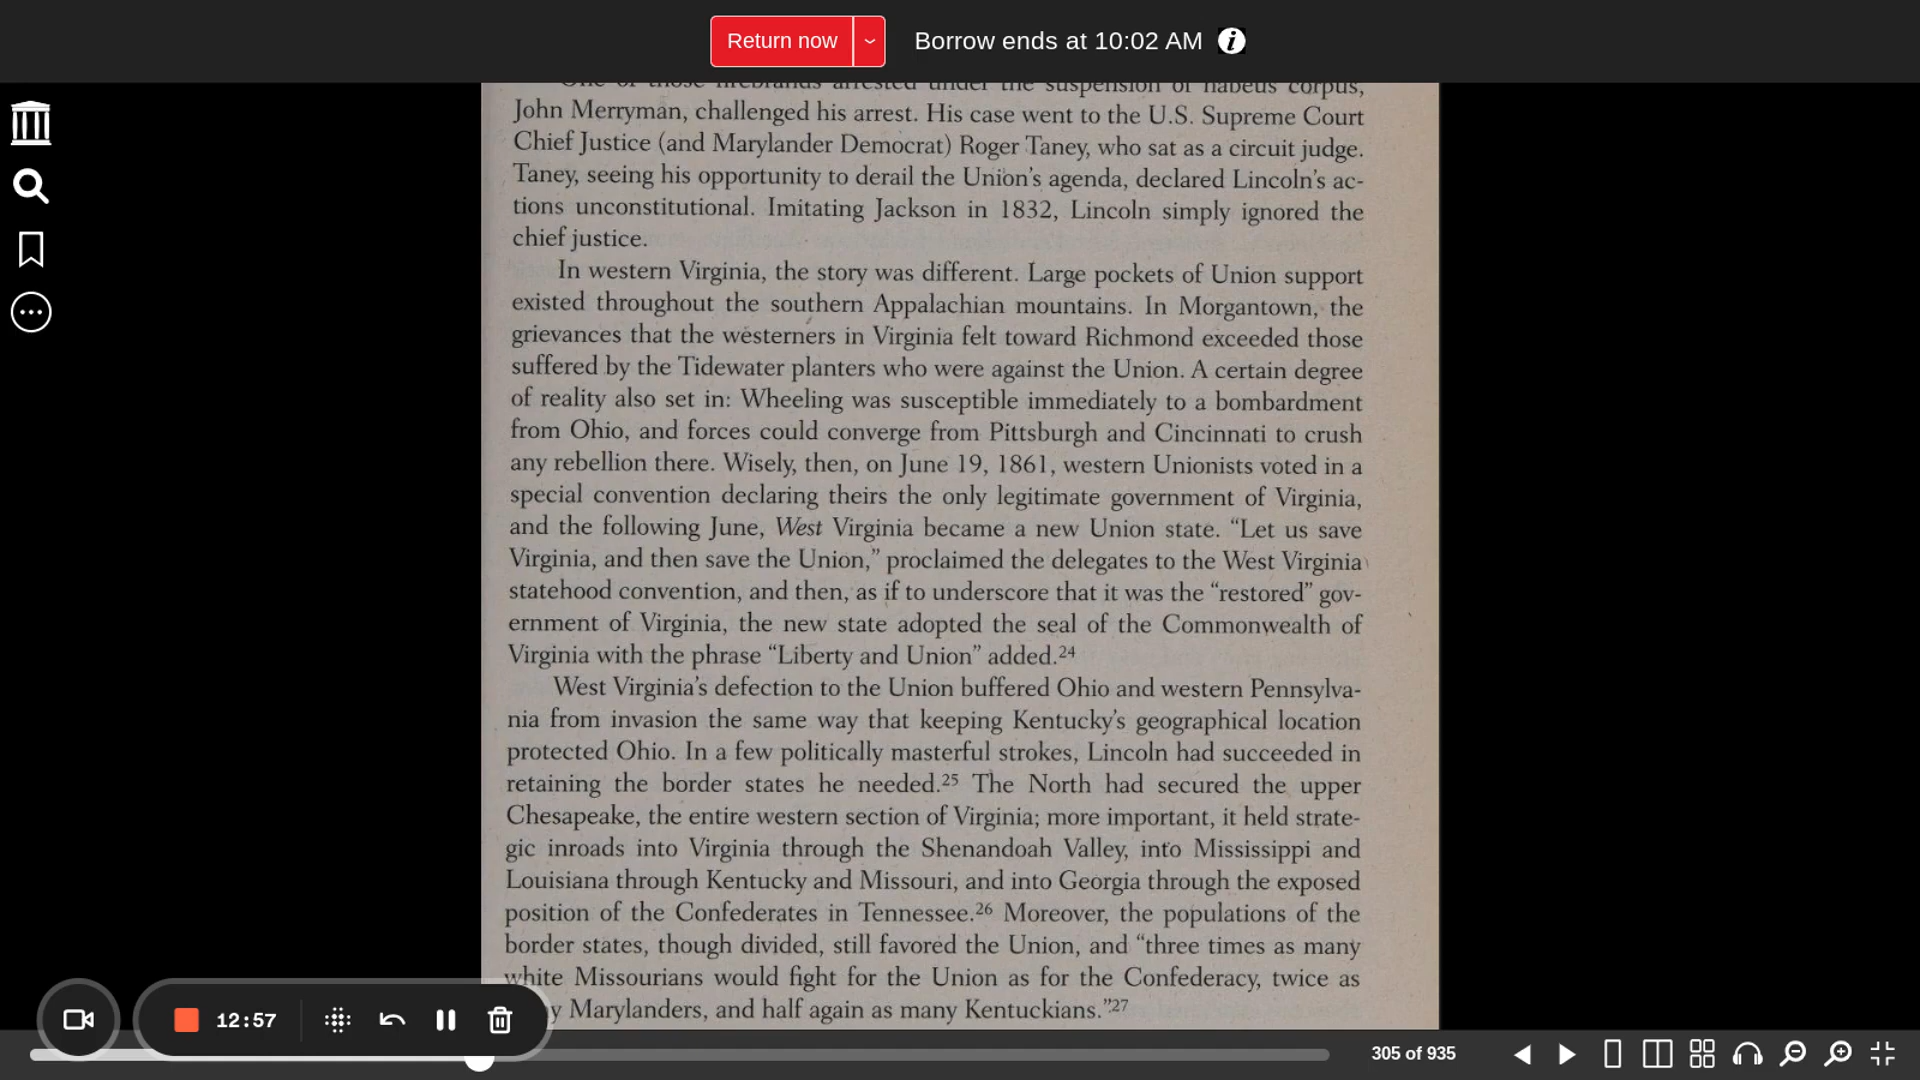 Return now
Borrow ends at 10:02 AM
One of those firebrands arrested under the suspension of habeus corpus,
John Merryman, challenged his arrest. His case went to the U.S. Supreme Court
Chief Justice (and Marylander Democrat) Roger Taney, who sat as a circuit judge.
Taney, seeing his opportunity to derail the Union’s agenda, declared Lincoln’s ac-
tions unconstitutional. Imitating Jackson in 1832, Lincoln simply ignored the
chief justice.
In western Virginia, the story was different. Large pockets of Union support
existed throughout the southern Appalachian mountains. In Morgantown, the
grievances that the westerners in Virginia felt toward Richmond exceeded those
suffered by the Tidewater planters who were against the Union. A certain degree
of reality also set in: Wheeling was susceptible immediately to a bombardment
from Ohio, and forces could converge from Pittsburgh and Cincinnati to crush
any rebellion there. Wisely, then, on June 19, 1861, western Unionists voted in a
special convention declaring theirs the only legitimate government of Virginia,
and the following June, West Virginia became a new Union state. “Let us save
Virginia, and then save the Union,” proclaimed the delegates to the West Virginia
statehood convention, and then, as if to underscore that it was the “restored” gov-
ernment of Virginia, the new state adopted the seal of the Commonwealth of
Virginia with the phrase “Liberty and Union” added.24
West Virginia’s defection to the Union buffered Ohio and western Pennsylva-
nia from invasion the same way that keeping Kentucky’s geographical location
protected Ohio. In a few politically masterful strokes, Lincoln had succeeded in
retaining the border states he needed.25 The North had secured the upper
Chesapeake, the entire western section of Virginia; more important, it held strate-
gic inroads into Virginia through the Shenandoah Valley, into Mississippi and
Louisiana through Kentucky and Missouri, and into Georgia through the exposed
position of the Confederates in Tennessee.26 Moreover, the populations of the
border states, though divided, still favored the Union, and “three times as many
white Missourians would fight for the Union as for the Confederacy, twice as
y Marylanders, and half again as many Kentuckians.”27
12:57
305 of 935